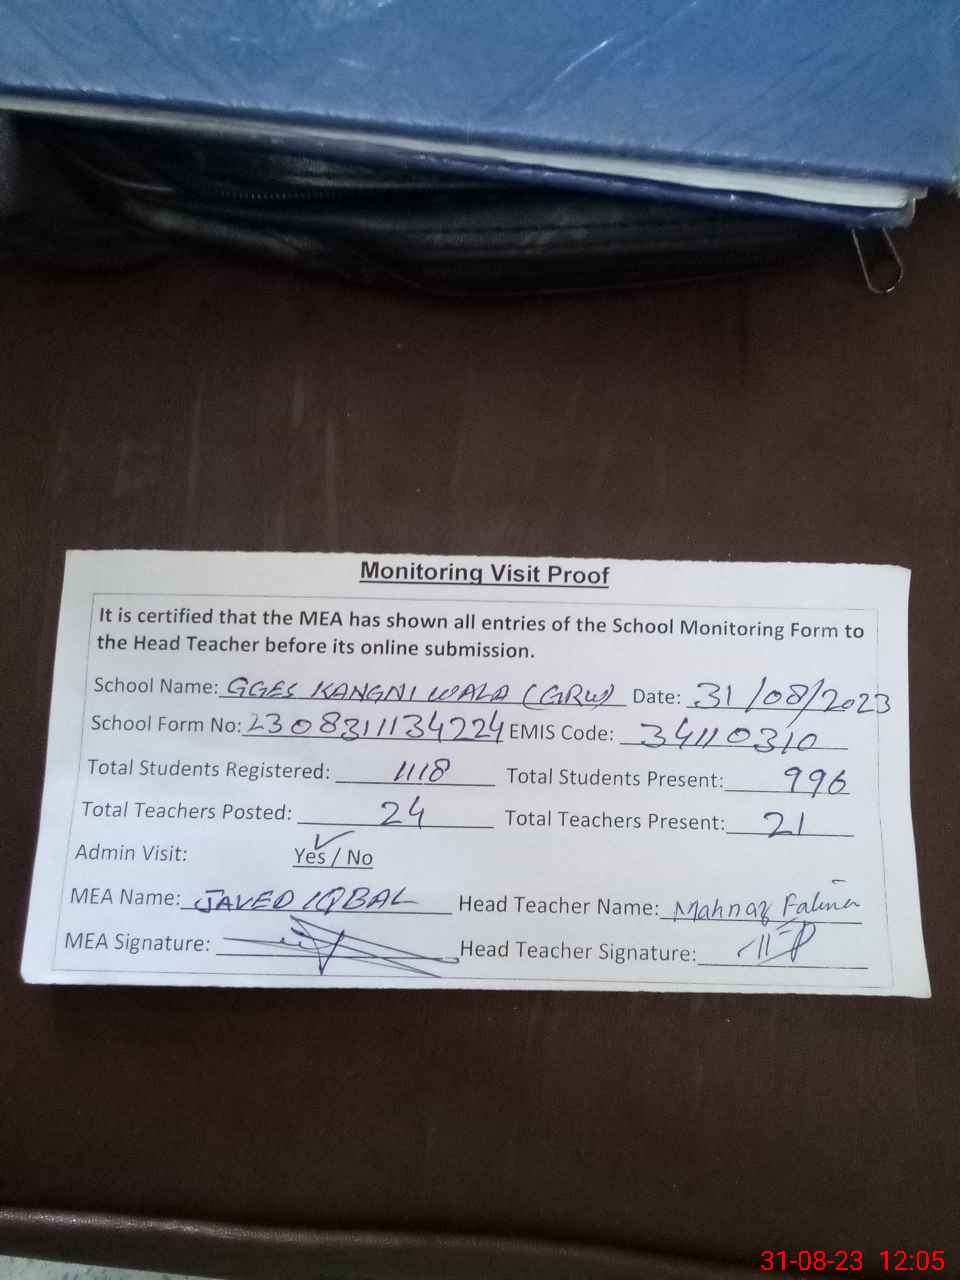 Monitoring Visit Proof
It is certified that the MEA has shown all entries of the School Monitoring Form to
the Head Teacher before its online submission.
School Name: GGES KANGNI WALA (GRW) Date: 31/08/2023
School Form No: 230831134224 EMIS Code: 34110310
Total Students Registered: 1118 Total Students Present: 996
Total Teachers Posted: 24 Total Teachers Present: 21
Admin Visit: Yes / No
MEA Name: JAVED IQBAL Head Teacher Name: Mahnaz Fatima
MEA Signature: Head Teacher Signature:
31-08-23 12:05